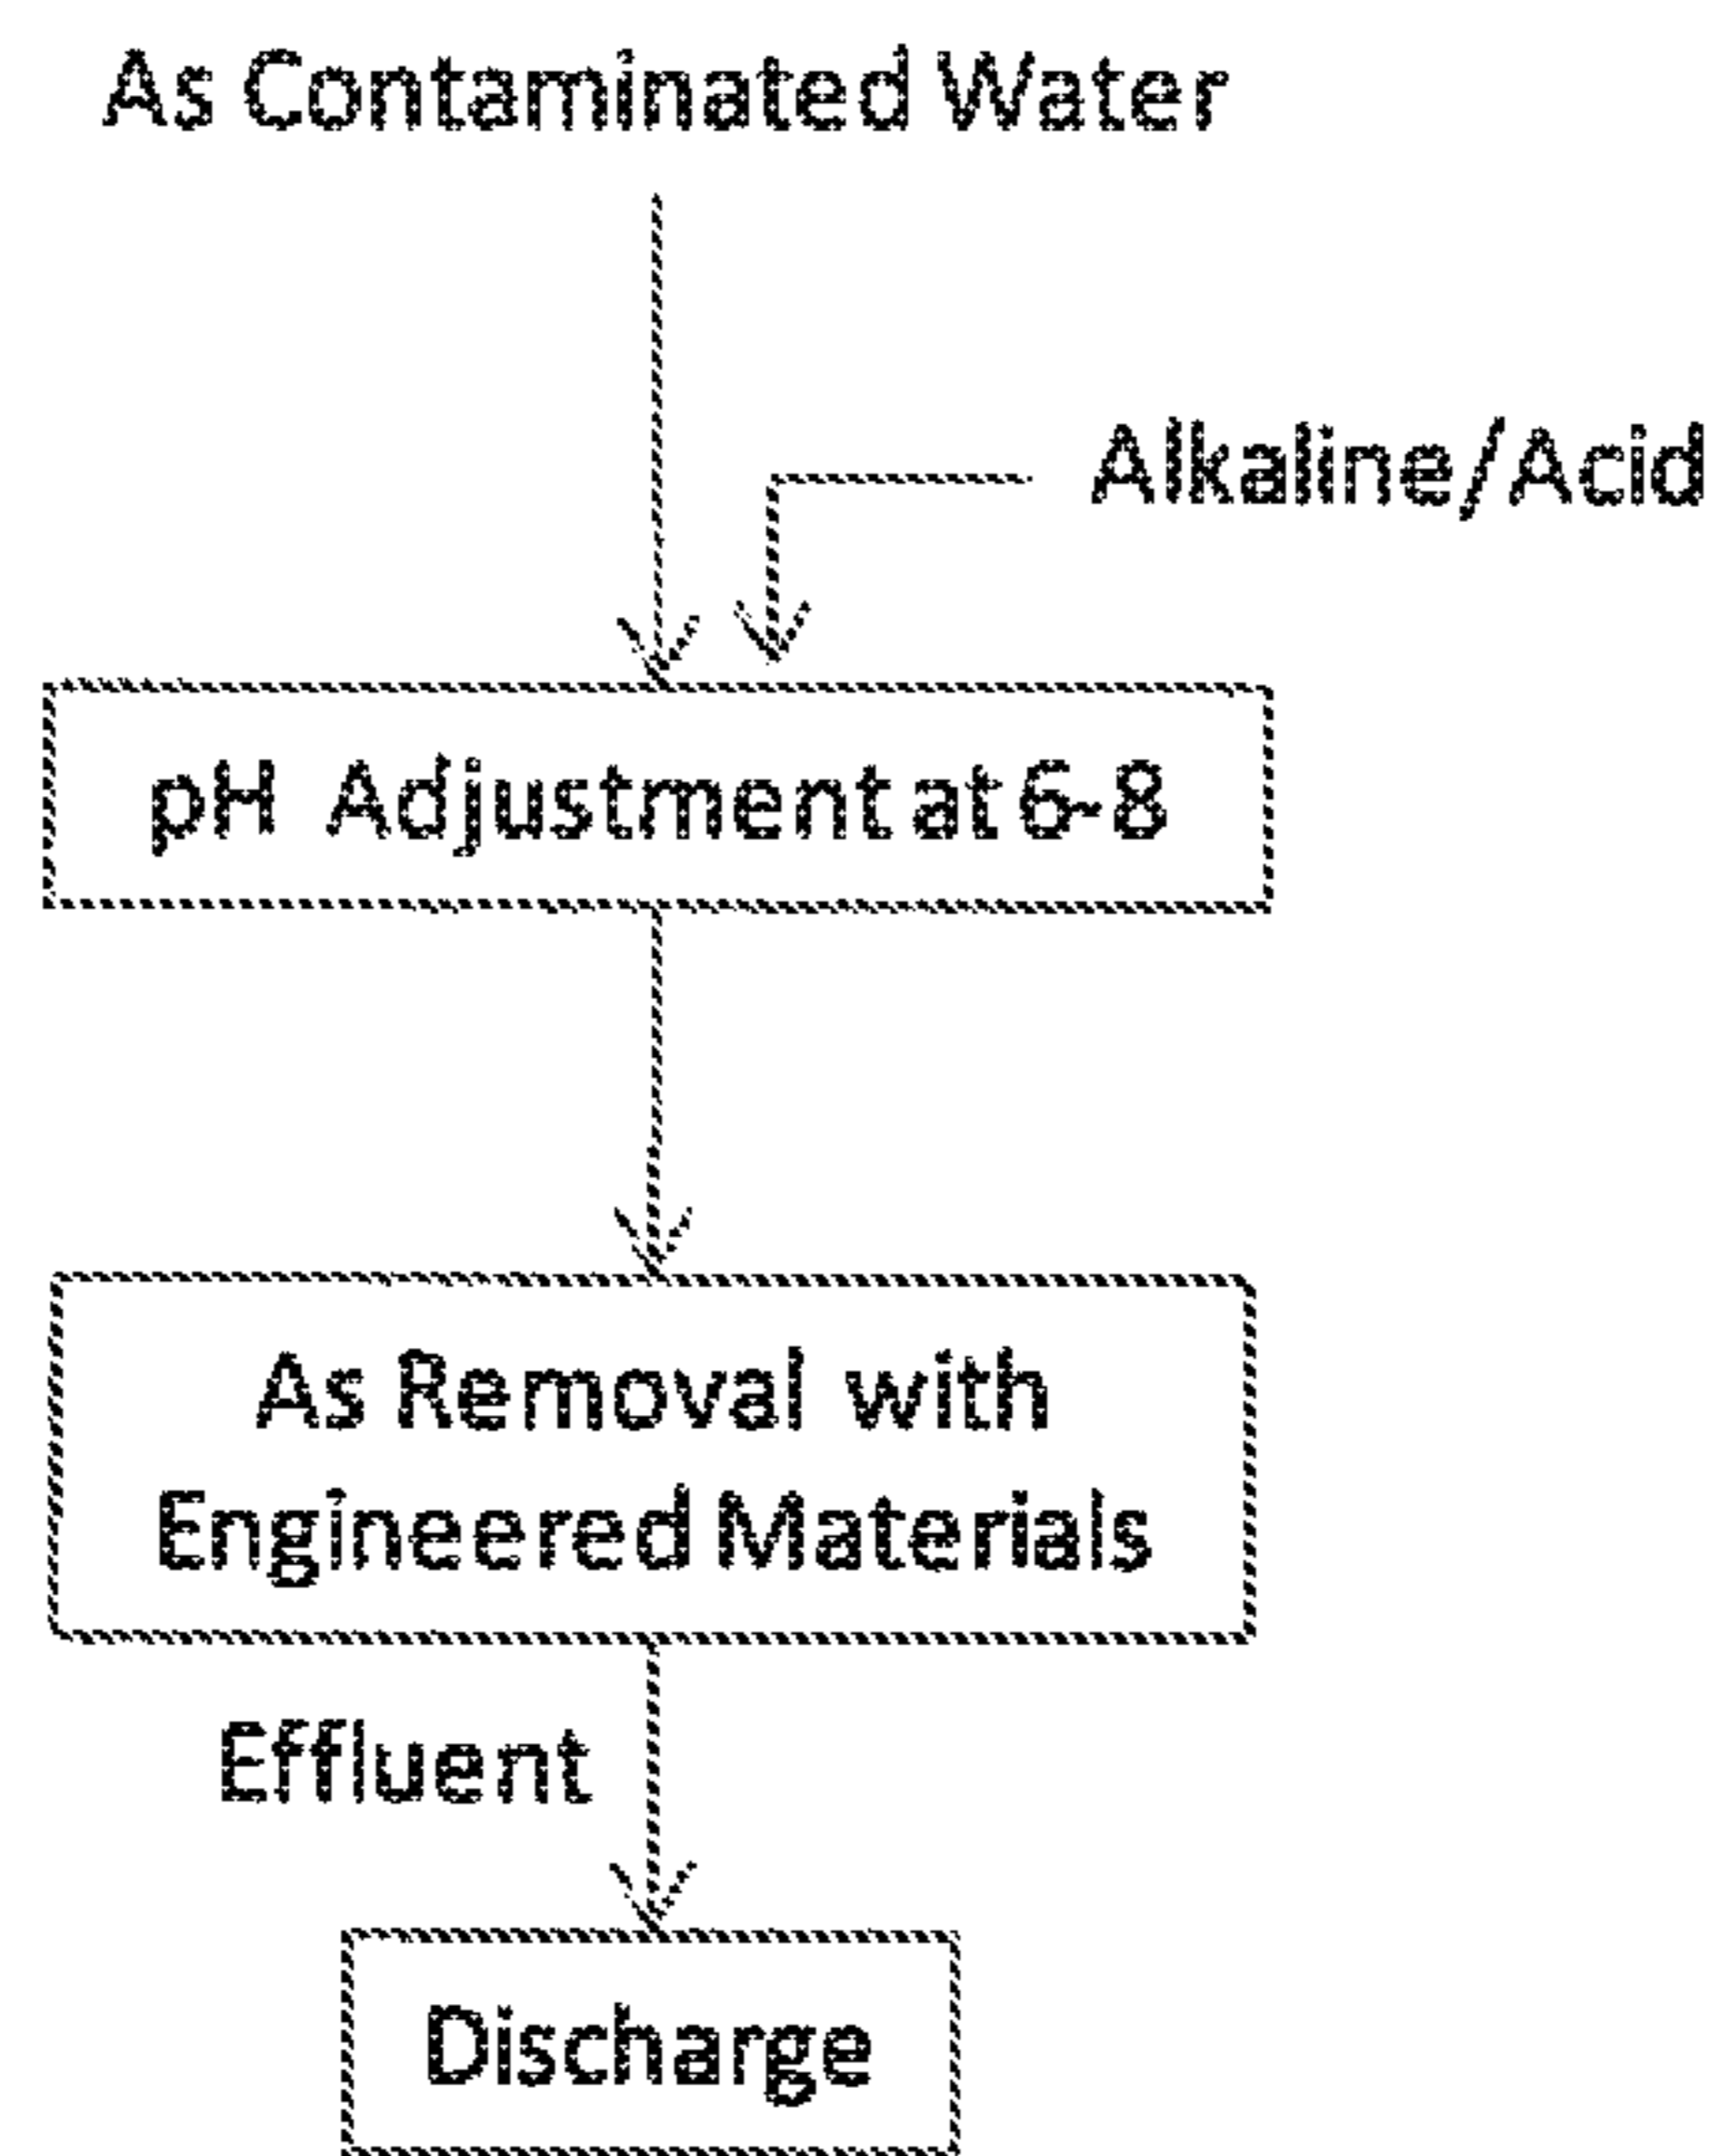 As Contaminated Water
Alkaline/Acid
pH Adjustment at 6-8
As Removal with
Engineered Materials
Effluent
Discharge